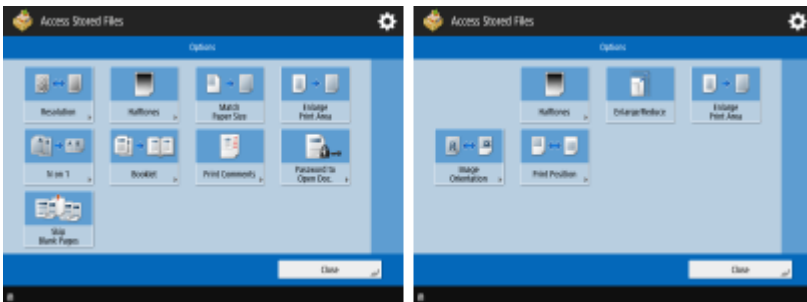 Access Stored Files
Options
Resolution
Halftones
Match
Paper Size
Enlarge
Print Area
N on 1
Booklet
Print Comments
Password to
Open Doc.
Skip
Blank Pages
Close
Access Stored Files
Options
Halftones
Enlarge/Reduce
Enlarge
Print Area
Image
Orientation
Print Position
Close